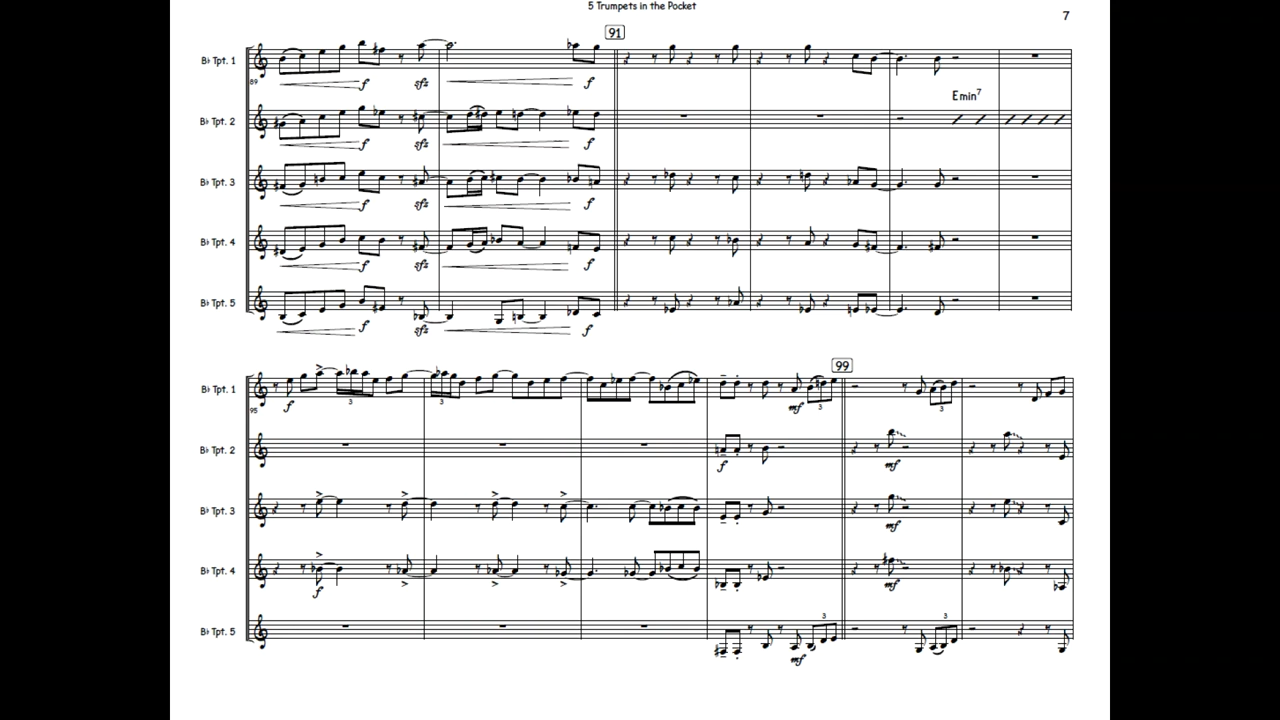 5 Trumpets in the Pocket
7
91
B♭ Tpt. 1
89
f
sfz
f
Emin7
B♭ Tpt. 2
f
sfz
f
B♭ Tpt. 3
f
sfz
f
B♭ Tpt. 4
f
sfz
f
B♭ Tpt. 5
f
sfz
f
99
B♭ Tpt. 1
95
f
3
3
mf
3
3
B♭ Tpt. 2
f
mf
B♭ Tpt. 3
mf
B♭ Tpt. 4
f
mf
B♭ Tpt. 5
3
3
mf